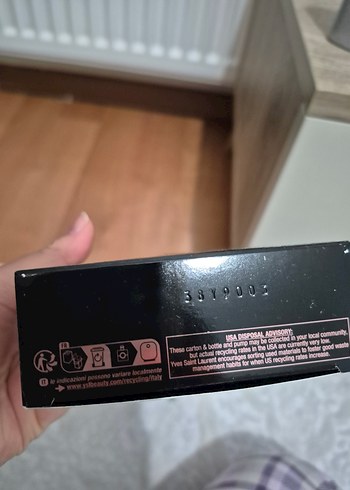 38Y900
FR
USA DISPOSAL ADVISORY:
These carton & bottle and pump may be collected in your local community,
but actual recycling rates in the USA are currently very low.
Yves Saint Laurent encourages sorting used materials to foster good waste
management habits for when US recycling rates increase.
le indicazioni possono variare localmente
www.yslbeauty.com/recycling/italy